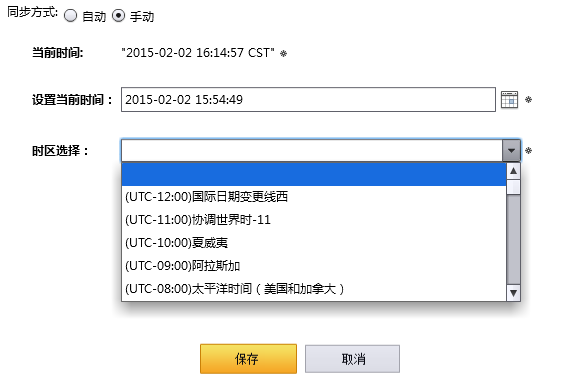 同步方式: 自动 手动
当前时间: "2015-02-02 16:14:57 CST" *
设置当前时间： 2015-02-02 15:54:49 *
时区选择： *
(UTC-12:00)国际日期变更线西
(UTC-11:00)协调世界时-11
(UTC-10:00)夏威夷
(UTC-09:00)阿拉斯加
(UTC-08:00)太平洋时间（美国和加拿大）
保存 取消